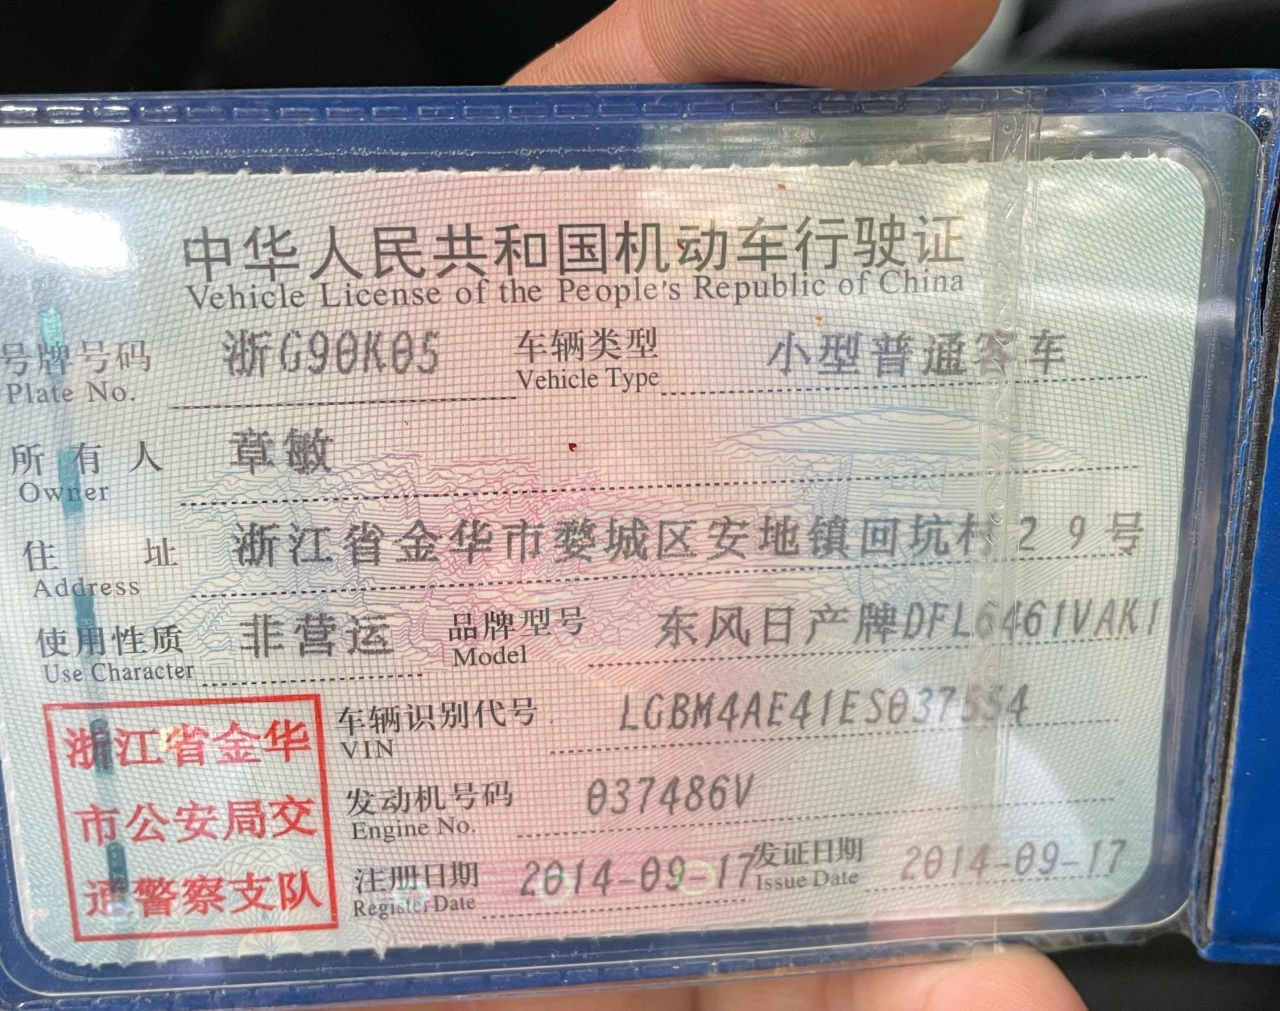 中华人民共和国机动车行驶证
Vehicle License of the People's Republic of China
号牌号码 浙G90K05 车辆类型 小型普通客车
Plate No. Vehicle Type
所有人 章敏
Owner
住址 浙江省金华市婺城区安地镇回坑村29号
Address
使用性质 非营运 品牌型号 东风日产牌DFL6461VAK1
Use Character Model
浙江省金华
市公安局交
通警察支队
车辆识别代号 LGBM4AE41ES037554
VIN
发动机号码 037486V
Engine No.
注册日期 2014-09-17 发证日期 2014-09-17
Register Date Issue Date